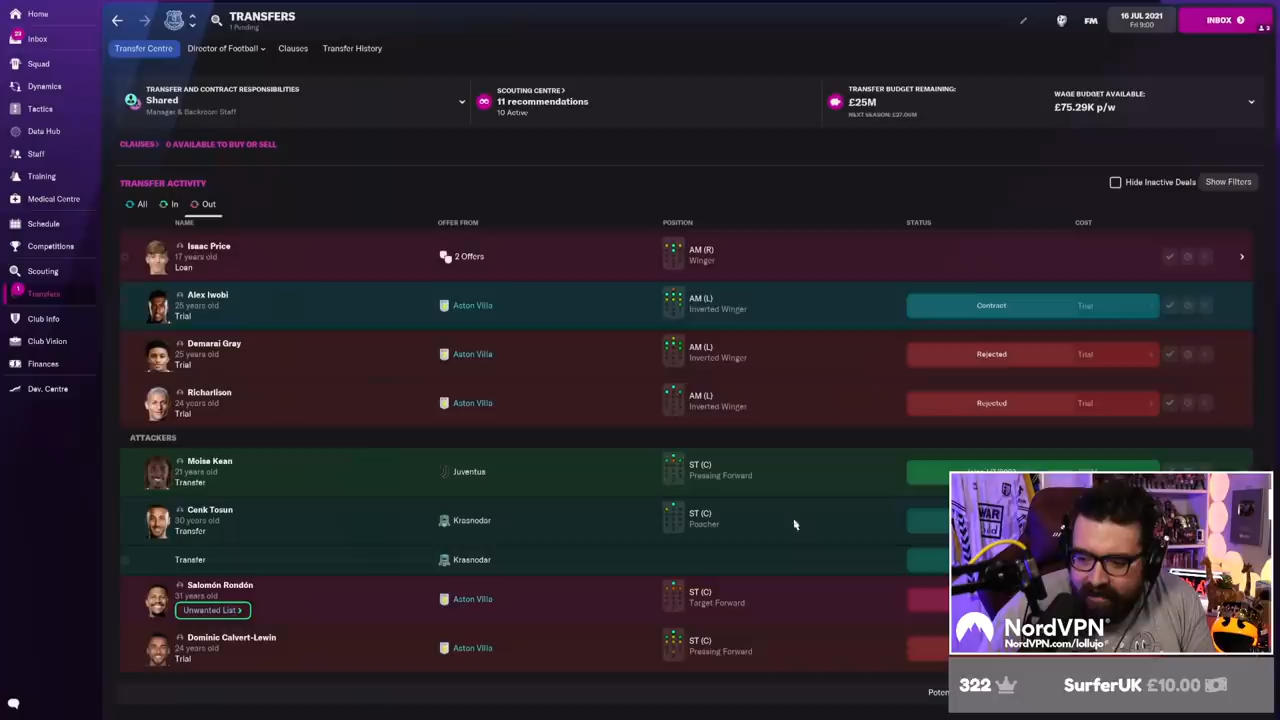 Home
TRANSFERS
1 Pending
FM
16 JUL 2021
Fri 9:00
INBOX
23
Inbox
Transfer Centre
Director of Football
Clauses
Transfer History
Squad
Dynamics
Tactics
Data Hub
Staff
Training
Medical Centre
Schedule
Competitions
Scouting
1
Transfers
Club Info
Club Vision
Finances
Dev. Centre
TRANSFER AND CONTRACT RESPONSIBILITIES
Shared
Manager & Backroom Staff
SCOUTING CENTRE >
11 recommendations
10 Active
TRANSFER BUDGET REMAINING:
£25M
WAGE BUDGET AVAILABLE:
£75.29K p/w
CLAUSES > 0 AVAILABLE TO BUY OR SELL
TRANSFER ACTIVITY
Hide Inactive Deals
Show Filters
All
In
Out
NAME
OFFER FROM
POSITION
STATUS
COST
Isaac Price
17 years old
Loan
2 Offers
AM (R)
Winger
Alex Iwobi
25 years old
Trial
Aston Villa
AM (L)
Inverted Winger
Contract
Trial
Demarai Gray
25 years old
Trial
Aston Villa
AM (L)
Inverted Winger
Rejected
Trial
Richarlison
24 years old
Trial
Aston Villa
AM (L)
Inverted Winger
Rejected
Trial
ATTACKERS
Moise Kean
21 years old
Transfer
Juventus
ST (C)
Pressing Forward
Cenk Tosun
30 years old
Transfer
Krasnodar
ST (C)
Poacher
Transfer
Krasnodar
Salomón Rondón
31 years old
Unwanted List >
Aston Villa
ST (C)
Target Forward
Dominic Calvert-Lewin
24 years old
Trial
Aston Villa
ST (C)
Pressing Forward
WAR
NordVPN®
NordVPN.com/lollujo
322
SurferUK £10.00